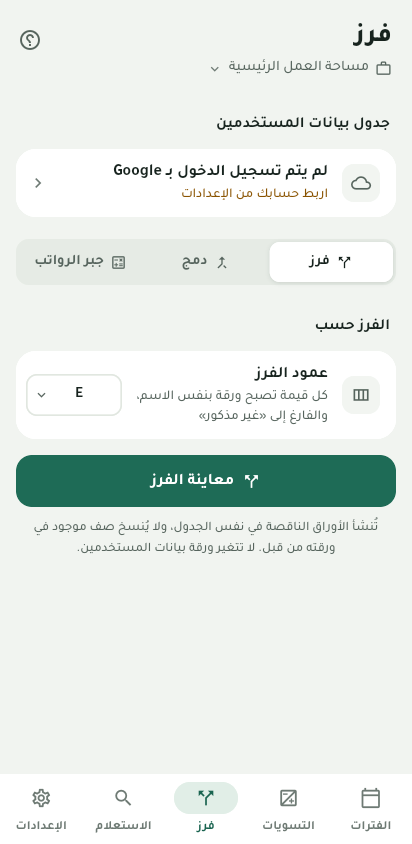 فرز
مساحة العمل الرئيسية
جدول بيانات المستخدمين
لم يتم تسجيل الدخول بـ Google
اربط حسابك من الإعدادات
فرز
دمج
جبر الرواتب
الفرز حسب
عمود الفرز
كل قيمة تصبح ورقة بنفس الاسم،
والفارغ إلى «غير مذكور»
E
معاينة الفرز
تُنشأ الأوراق الناقصة في نفس الجدول، ولا يُنسخ صف موجود في
ورقته من قبل. لا تتغير ورقة بيانات المستخدمين.
الفترات
التسويات
فرز
الاستعلام
الإعدادات